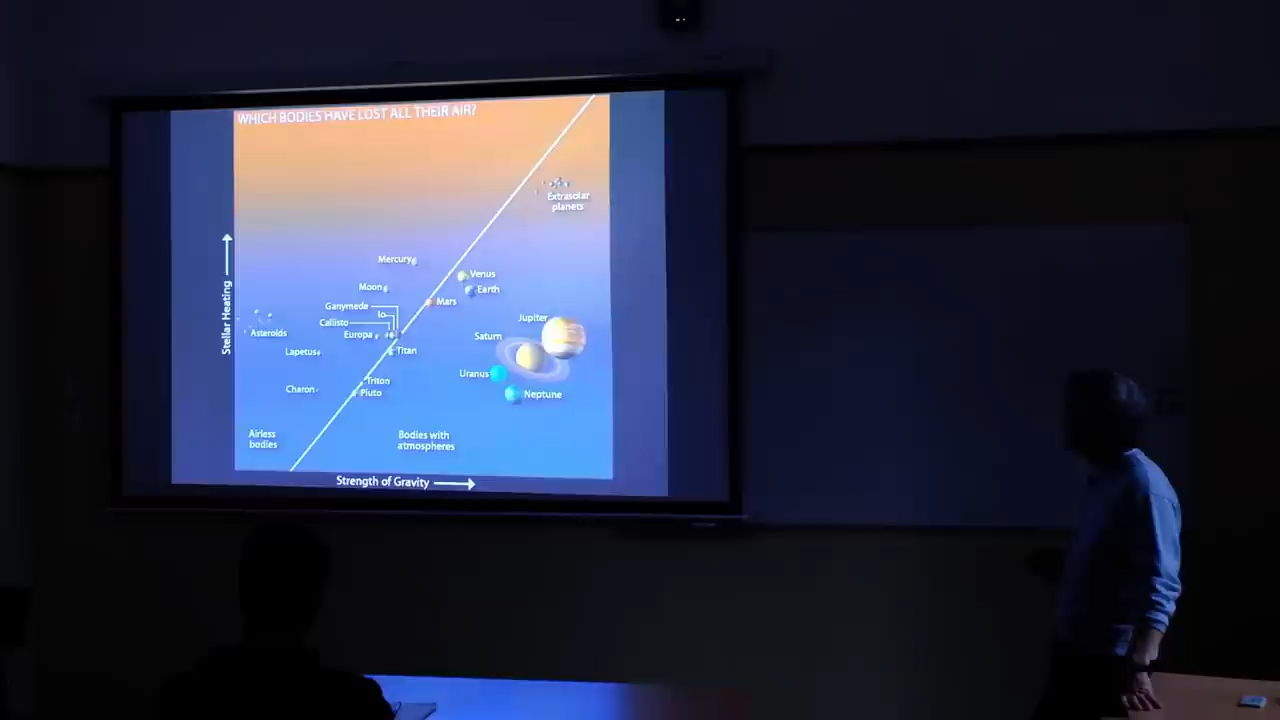 WHICH BODIES HAVE LOST ALL THEIR AIR?
Extrasolar
planets
Mercury
Venus
Moon
Earth
Ganymede
Mars
Io
Callisto
Jupiter
Asteroids
Europa
Saturn
Lapetus
Titan
Uranus
Triton
Charon
Pluto
Neptune
Airless
bodies
Bodies with
atmospheres
Stellar Heating
Strength of Gravity